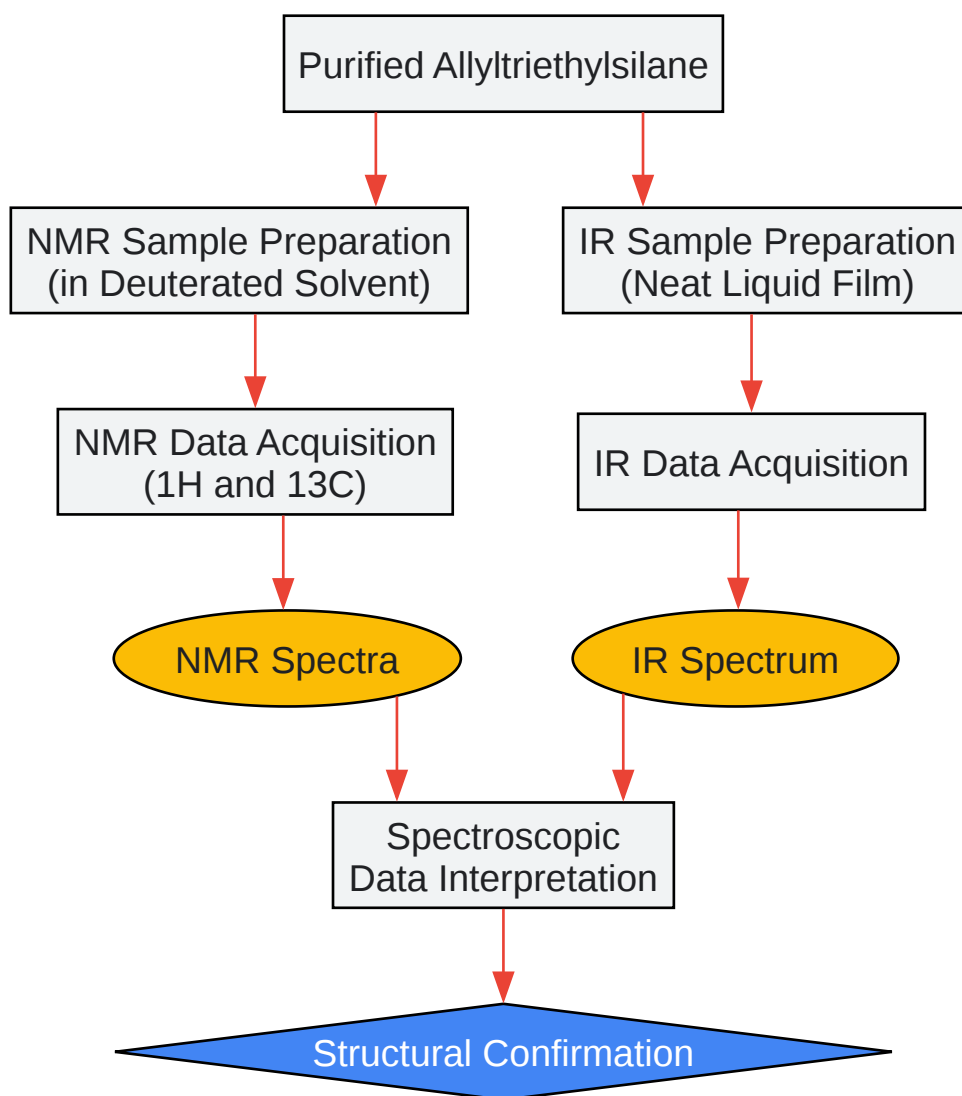 Purified Allyltriethylsilane
NMR Sample Preparation
(in Deuterated Solvent)
IR Sample Preparation
(Neat Liquid Film)
NMR Data Acquisition
(1H and 13C)
IR Data Acquisition
NMR Spectra
IR Spectrum
Spectroscopic
Data Interpretation
Structural Confirmation